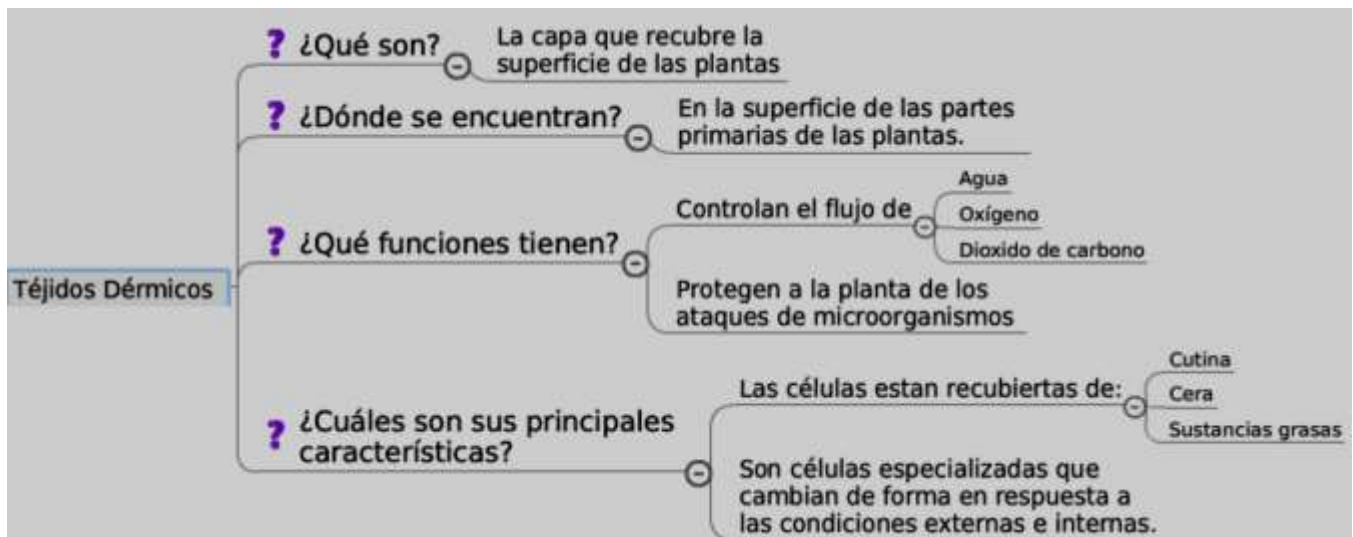 ¿Qué son?
La capa que recubre la
superficie de las plantas
¿Dónde se encuentran?
En la superficie de las partes
primarias de las plantas.
¿Qué funciones tienen?
Controlan el flujo de
Agua
Oxígeno
Dioxido de carbono
Protegen a la planta de los
ataques de microorganismos
Téjidos Dérmicos
¿Cuáles son sus principales
características?
Las células estan recubiertas de:
Cutina
Cera
Sustancias grasas
Son células especializadas que
cambian de forma en respuesta a
las condiciones externas e internas.